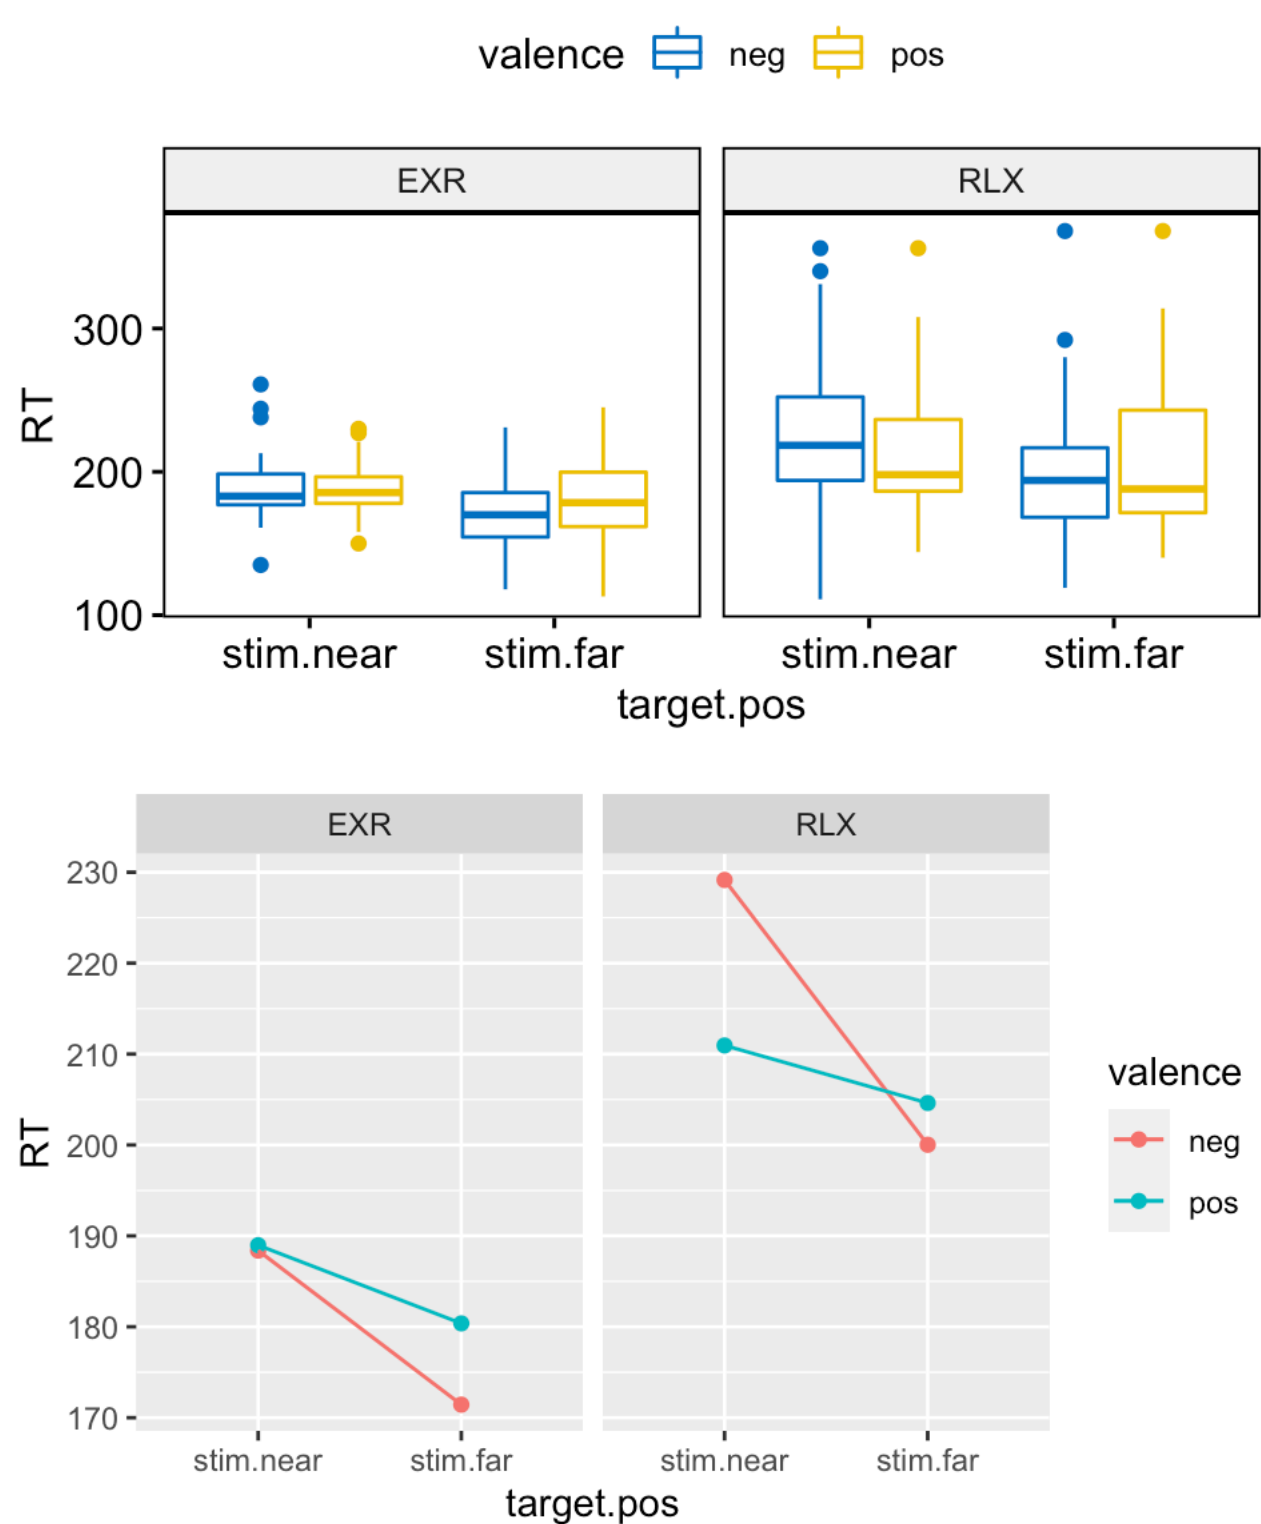 valence neg pos
EXR RLX
300
200
100
RT
stim.near stim.far stim.near stim.far
target.pos
EXR RLX
230
220
210
200
190
180
170
RT
valence
neg
pos
stim.near stim.far stim.near stim.far
target.pos